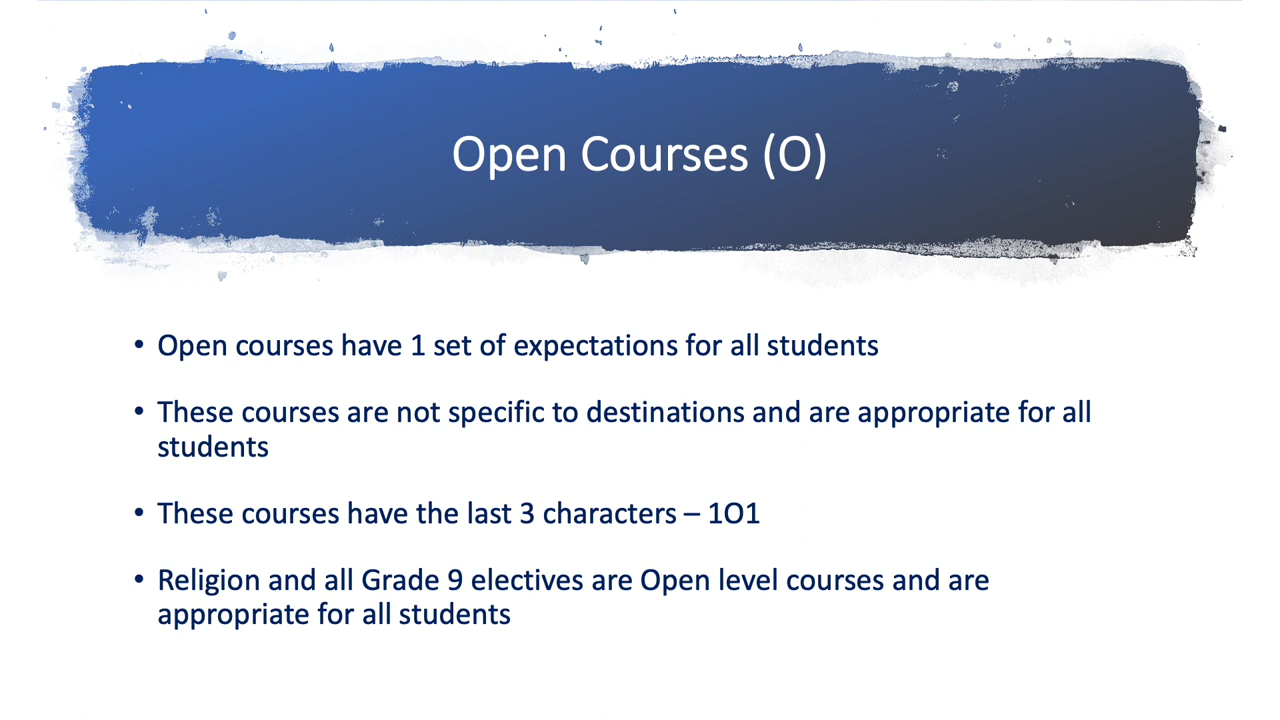 Open Courses (O)
• Open courses have 1 set of expectations for all students
• These courses are not specific to destinations and are appropriate for all
students
• These courses have the last 3 characters – 1O1
• Religion and all Grade 9 electives are Open level courses and are
appropriate for all students